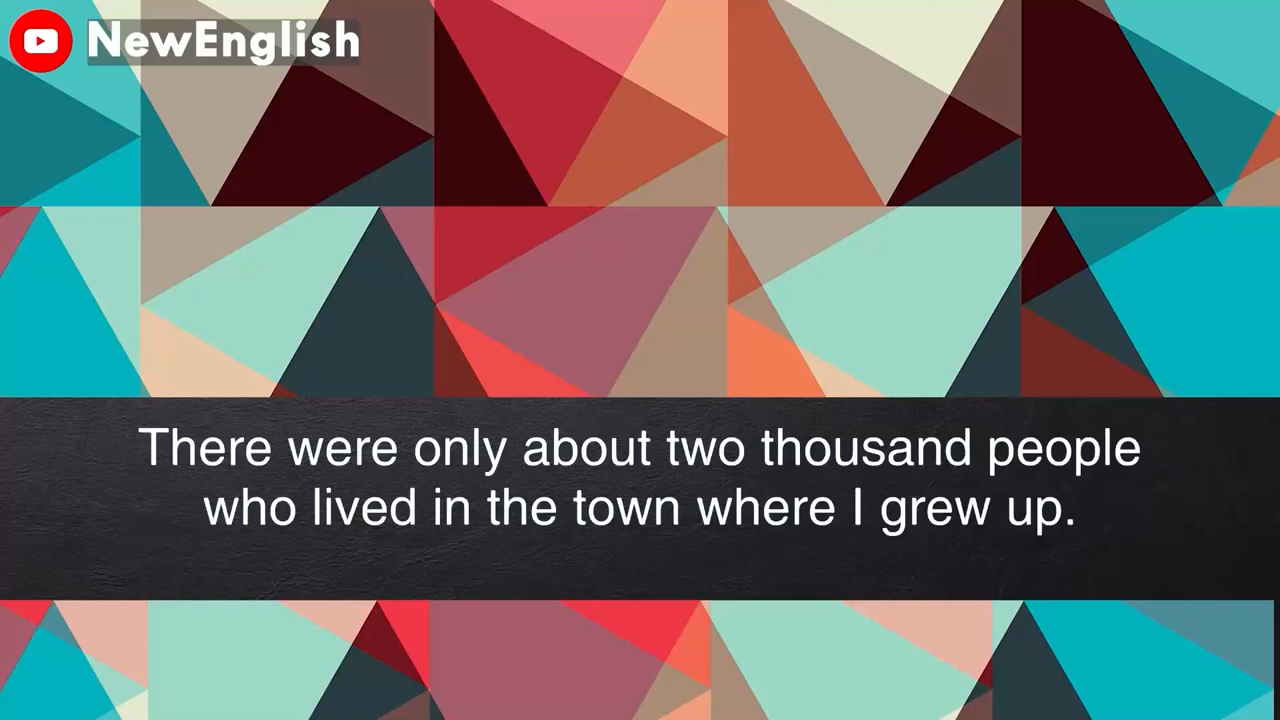 NewEnglish
There were only about two thousand people
who lived in the town where I grew up.